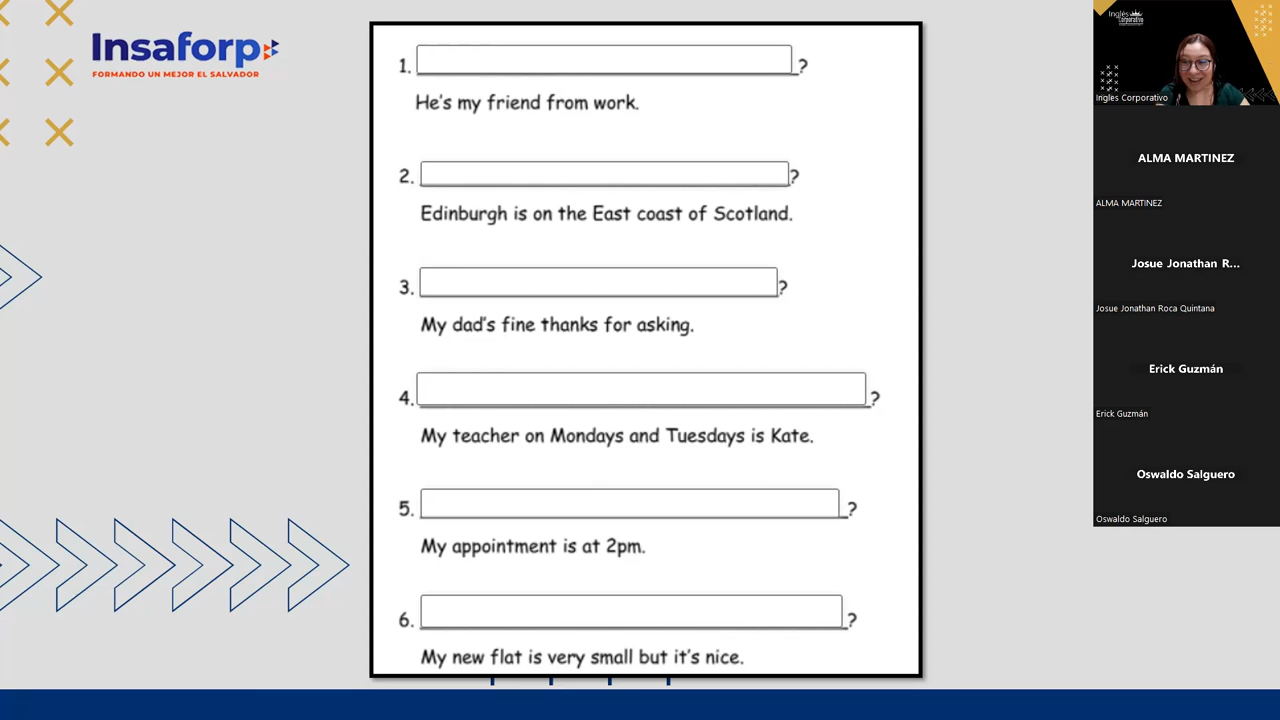 Insaforp
FORMANDO UN MEJOR EL SALVADOR
1. ?
He's my friend from work.
2. ?
Edinburgh is on the East coast of Scotland.
3. ?
My dad's fine thanks for asking.
4. ?
My teacher on Mondays and Tuesdays is Kate.
5. ?
My appointment is at 2pm.
6. ?
My new flat is very small but it's nice.
Inglés
Corporativo
Ingles Corporativo
ALMA MARTINEZ
ALMA MARTINEZ
Josue Jonathan R...
Josue Jonathan Roca Quintana
Erick Guzmán
Erick Guzmán
Oswaldo Salguero
Oswaldo Salguero